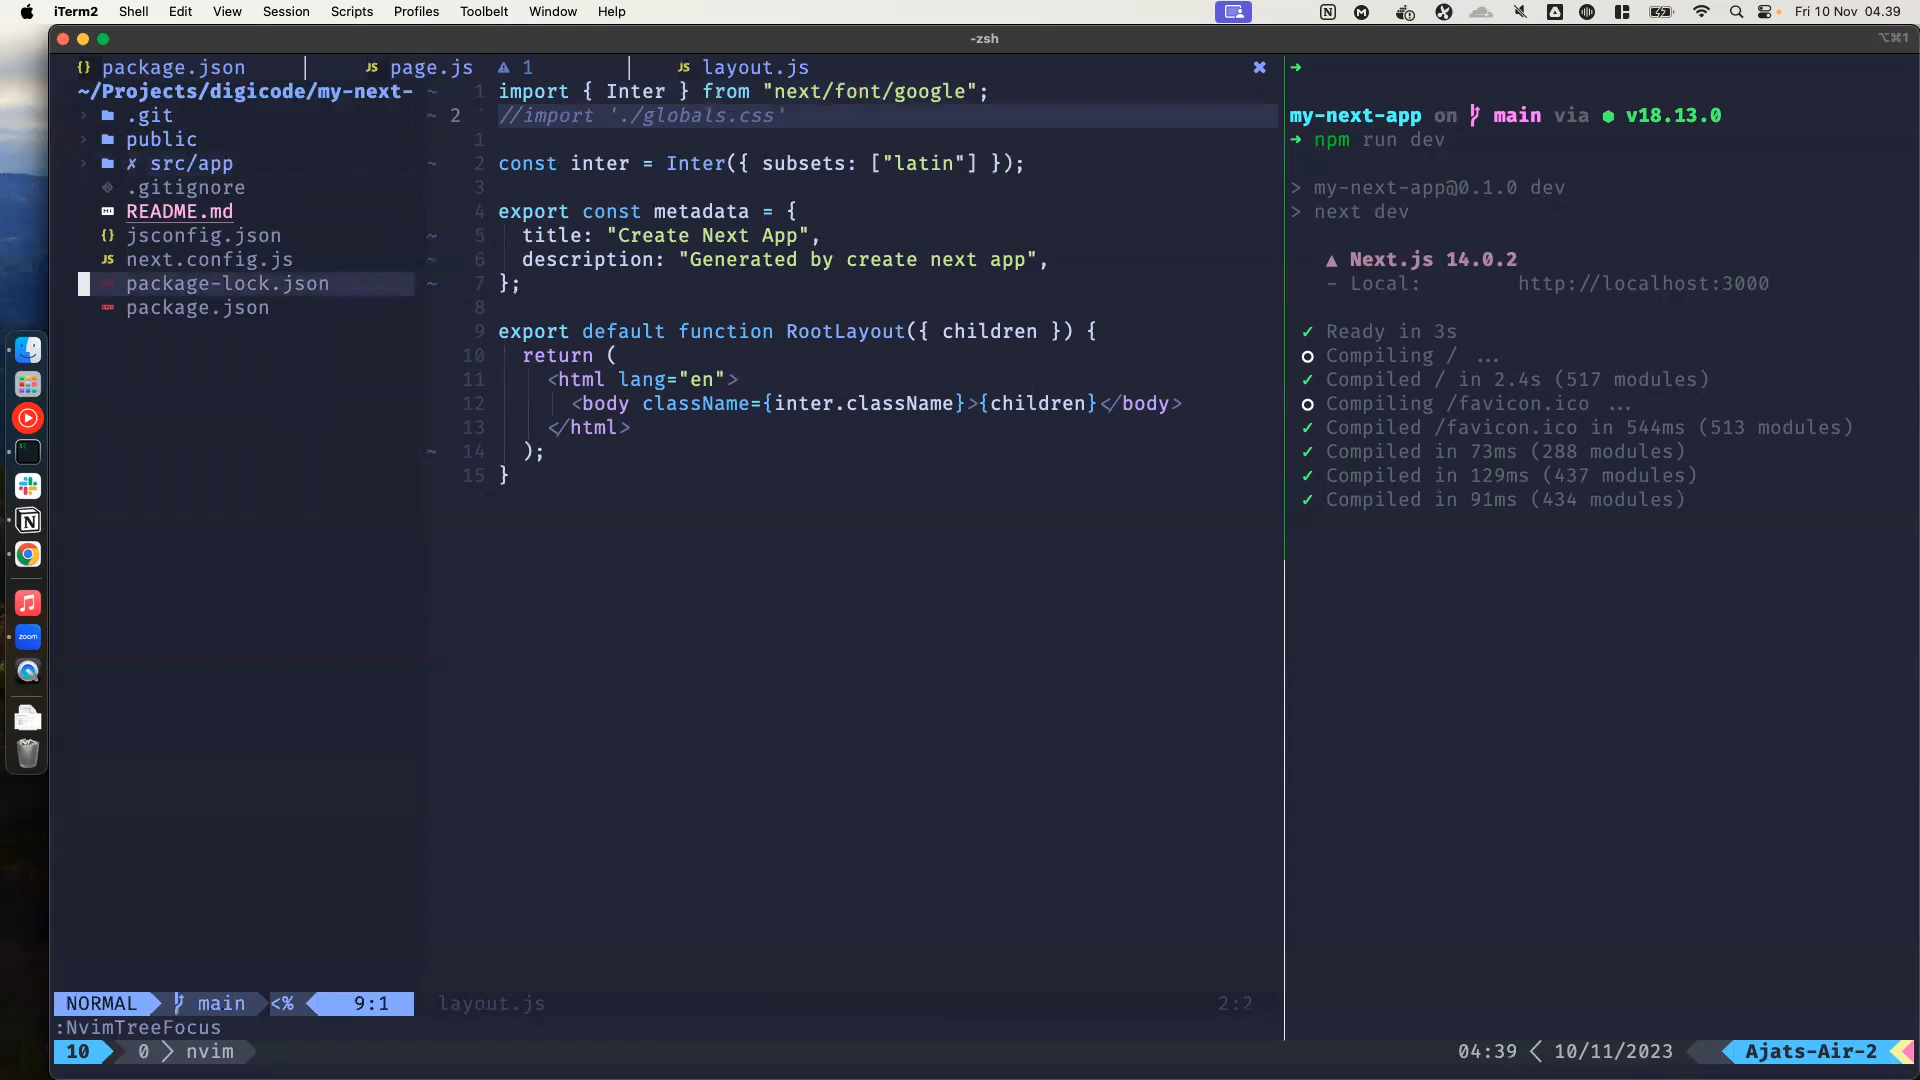 iTerm2 Shell Edit View Session Scripts Profiles Toolbelt Window Help
Fri 10 Nov 04.39
-zsh
⌥⌘1
package.json
page.js 1
layout.js
~/Projects/digicode/my-next-
.git
public
✗ src/app
.gitignore
README.md
jsconfig.json
next.config.js
package-lock.json
package.json
1 import { Inter } from "next/font/google";
2 //import './globals.css'
1
2 const inter = Inter({ subsets: ["latin"] });
3
4 export const metadata = {
5 title: "Create Next App",
6 description: "Generated by create next app",
7 };
8
9 export default function RootLayout({ children }) {
10 return (
11 <html lang="en">
12 <body className={inter.className}>{children}</body>
13 </html>
14 );
15 }
➜
my-next-app on main via v18.13.0
➜ npm run dev
> my-next-app@0.1.0 dev
> next dev
▲ Next.js 14.0.2
- Local: http://localhost:3000
✓ Ready in 3s
○ Compiling / ...
✓ Compiled / in 2.4s (517 modules)
○ Compiling /favicon.ico ...
✓ Compiled /favicon.ico in 544ms (513 modules)
✓ Compiled in 73ms (288 modules)
✓ Compiled in 129ms (437 modules)
✓ Compiled in 91ms (434 modules)
zoom
NORMAL main <% 9:1 layout.js 2:2
:NvimTreeFocus
10 0 nvim 04:39 10/11/2023 Ajats-Air-2